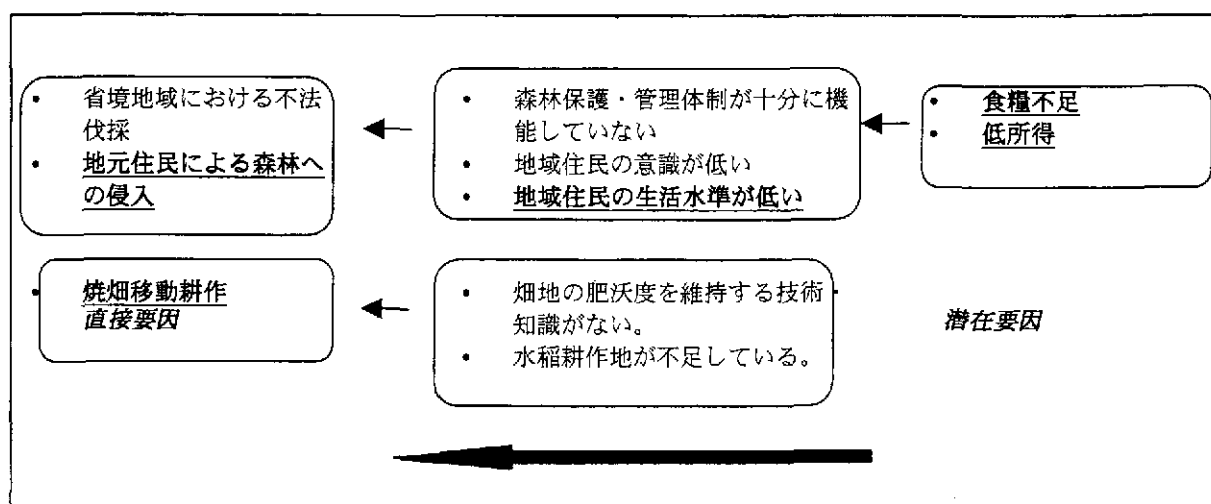 ・ 省境地域における不法
伐採
・ 地元住民による森林へ
の侵入
・ 森林保護・管理体制が十分に機
能していない
・ 地域住民の意識が低い
・ 地域住民の生活水準が低い
・ 食糧不足
・ 低所得
・ 焼畑移動耕作
直接要因
・ 畑地の肥沃度を維持する技術・
知識がない。
・ 水稲耕作地が不足している。
潜在要因